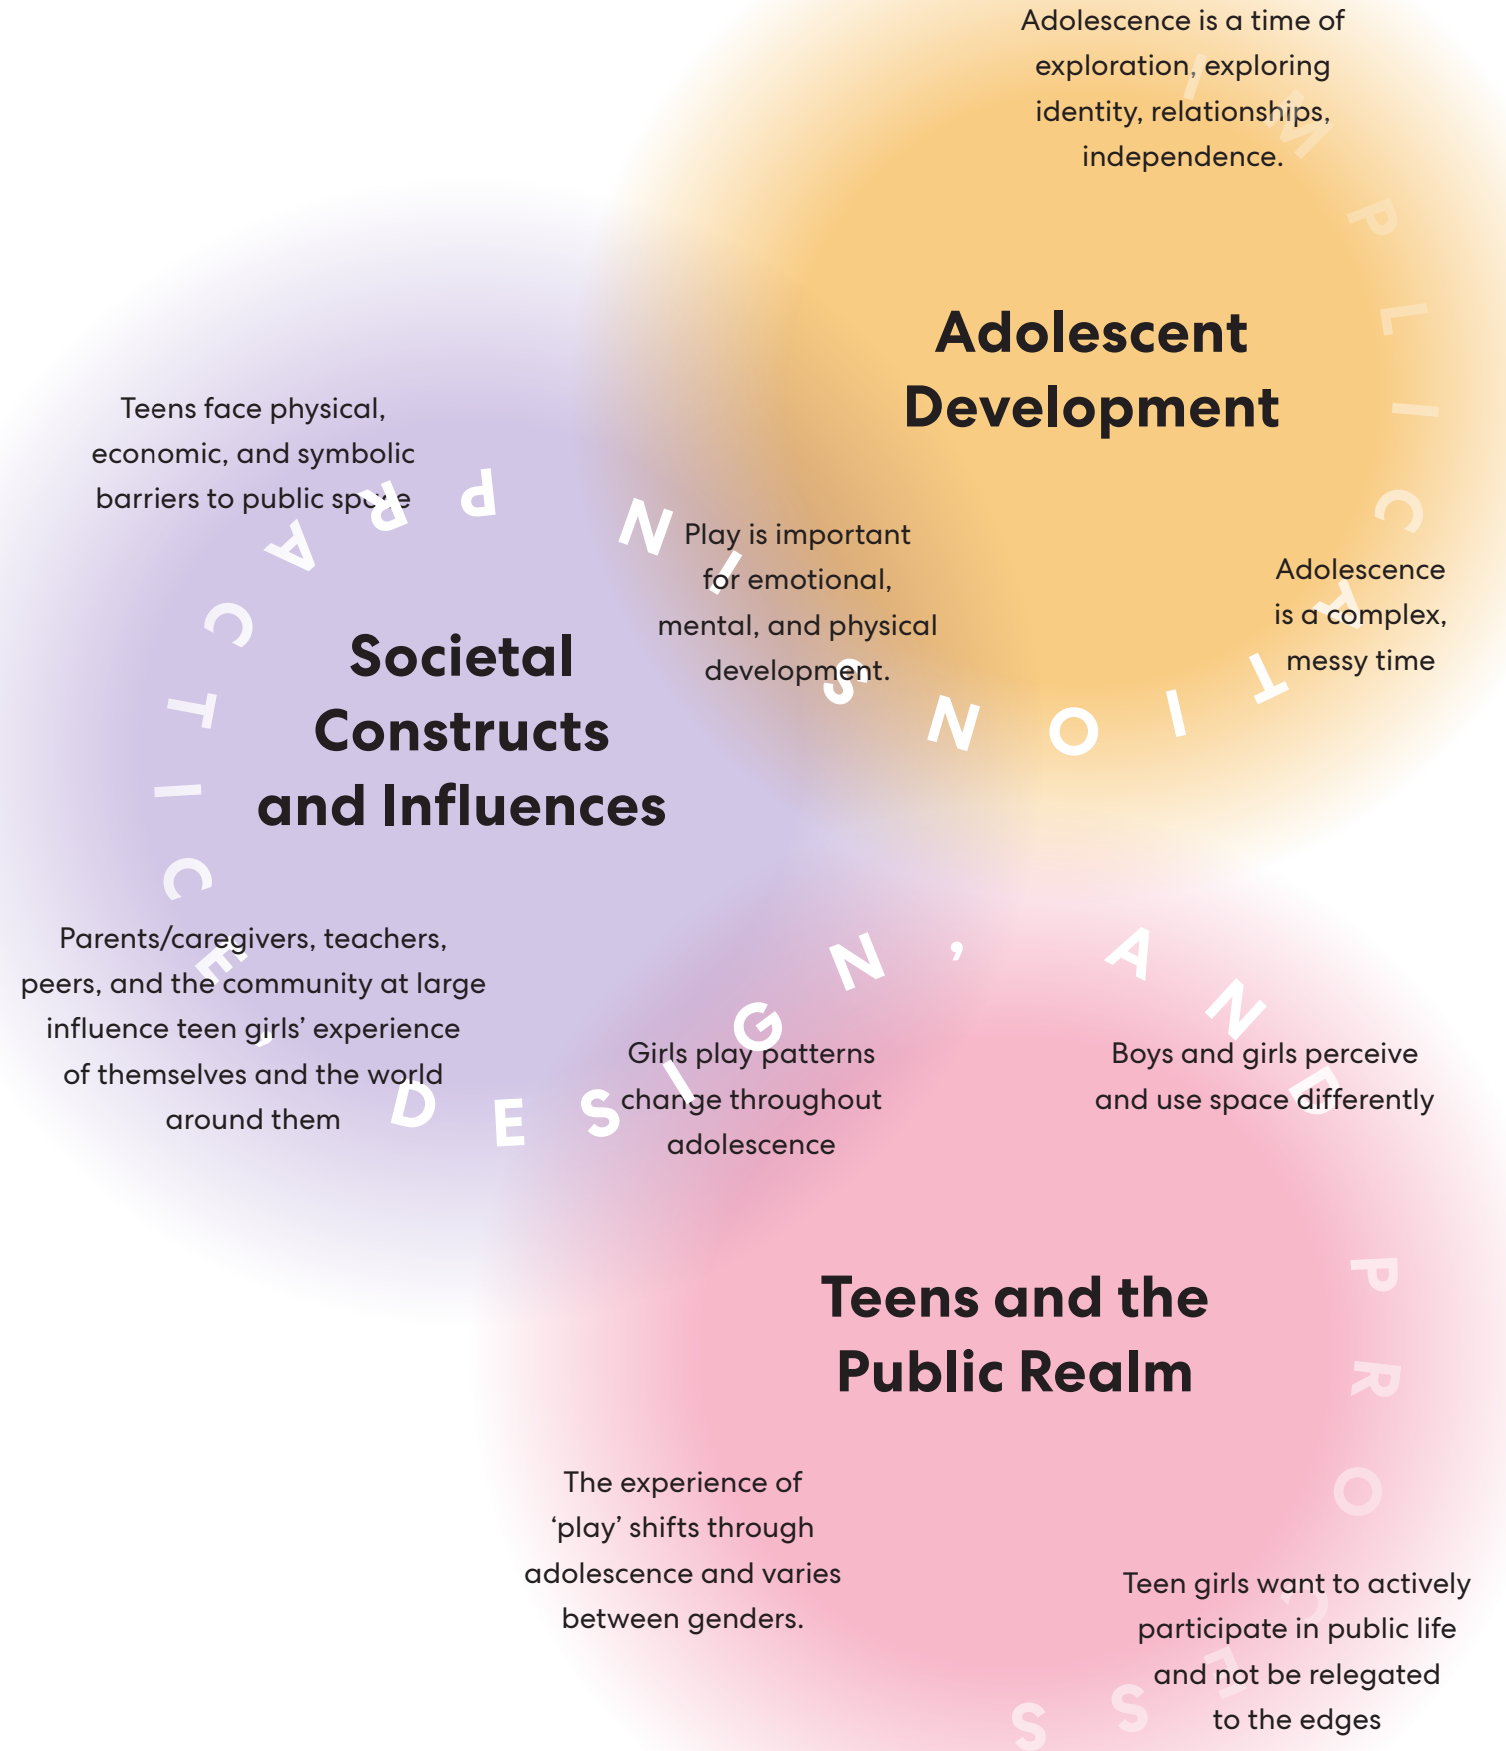 Adolescence is a time of
exploration, exploring
identity, relationships,
independence.
Adolescent
Development
Teens face physical,
economic, and symbolic
barriers to public space
Play is important
for emotional,
mental, and physical
development.
Adolescence
is a complex,
messy time
Societal
Constructs
and Influences
Parents/caregivers, teachers,
peers, and the community at large
influence teen girls’ experience
of themselves and the world
around them
Girls play patterns
change throughout
adolescence
Boys and girls perceive
and use space differently
Teens and the
Public Realm
The experience of
‘play’ shifts through
adolescence and varies
between genders.
Teen girls want to actively
participate in public life
and not be relegated
to the edges
IMPLICATIONS IN PRACTICE, DESIGN, AND PROCESS